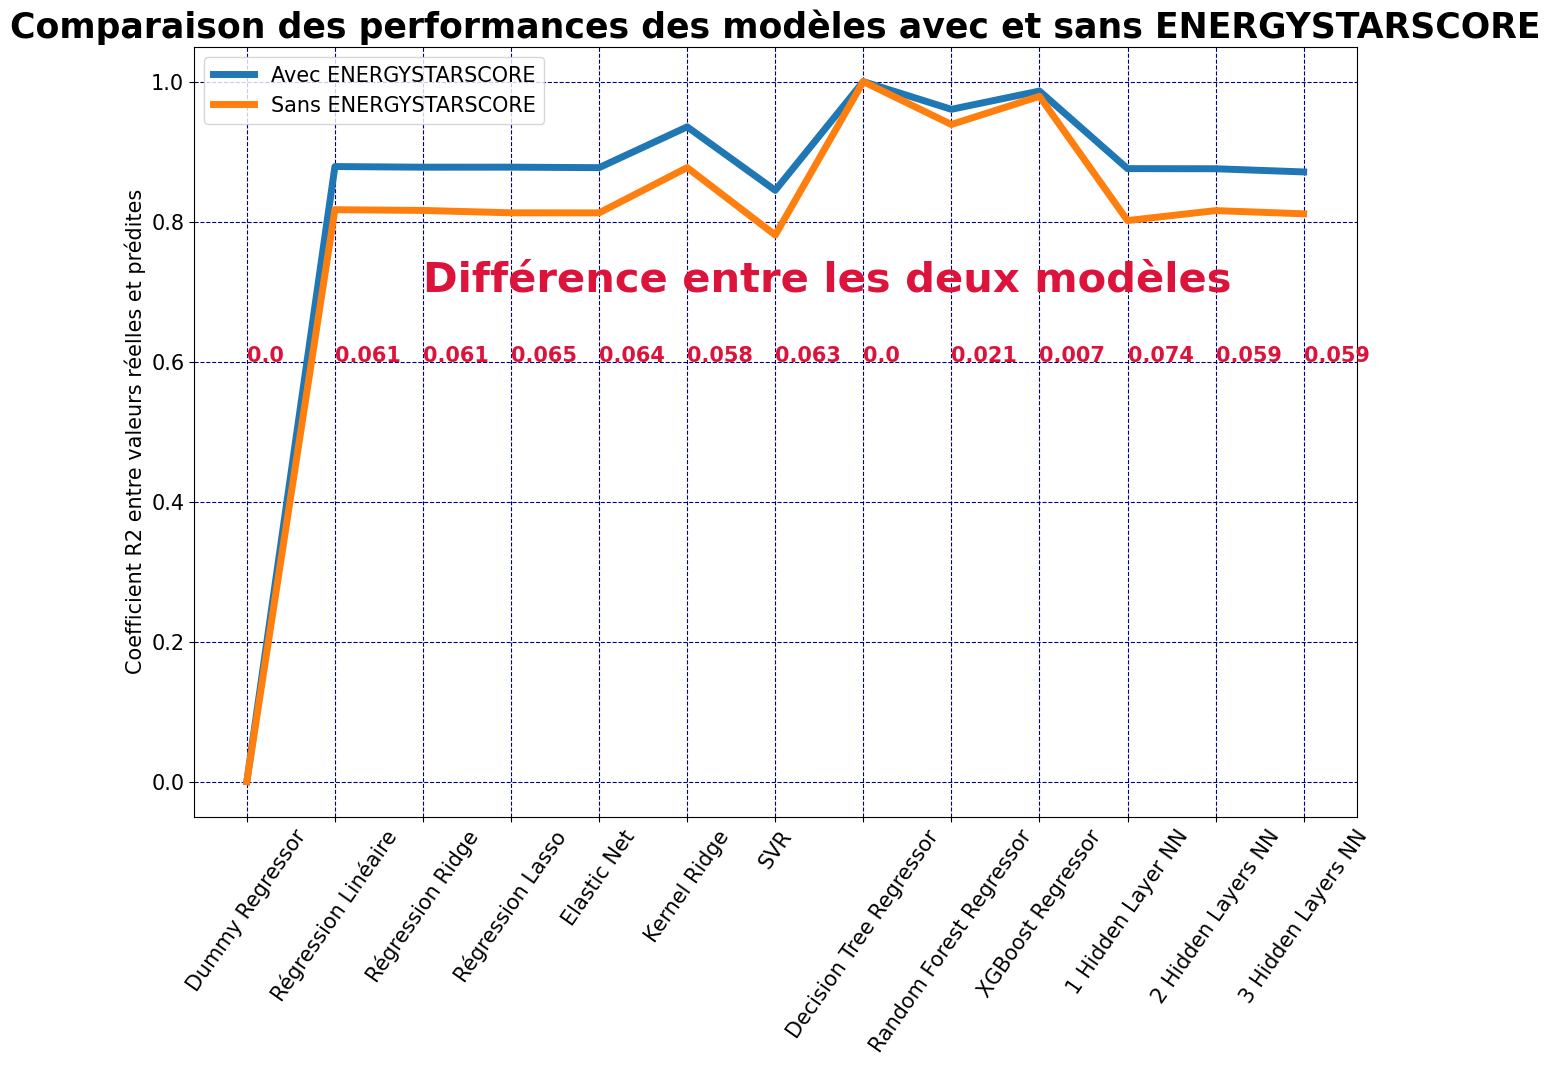 Comparaison des performances des modèles avec et sans ENERGYSTARSCORE
Avec ENERGYSTARSCORE
Sans ENERGYSTARSCORE
Coefficient R2 entre valeurs réelles et prédites
1.0
0.8
0.6
0.4
0.2
0.0
Différence entre les deux modèles
0.0 0.061 0.061 0.065 0.064 0.058 0.063 0.0 0.021 0.007 0.074 0.059 0.059
Dummy Regressor
Régression Linéaire
Régression Ridge
Régression Lasso
Elastic Net
Kernel Ridge
SVR
Decision Tree Regressor
Random Forest Regressor
XGBoost Regressor
1 Hidden Layer NN
2 Hidden Layers NN
3 Hidden Layers NN